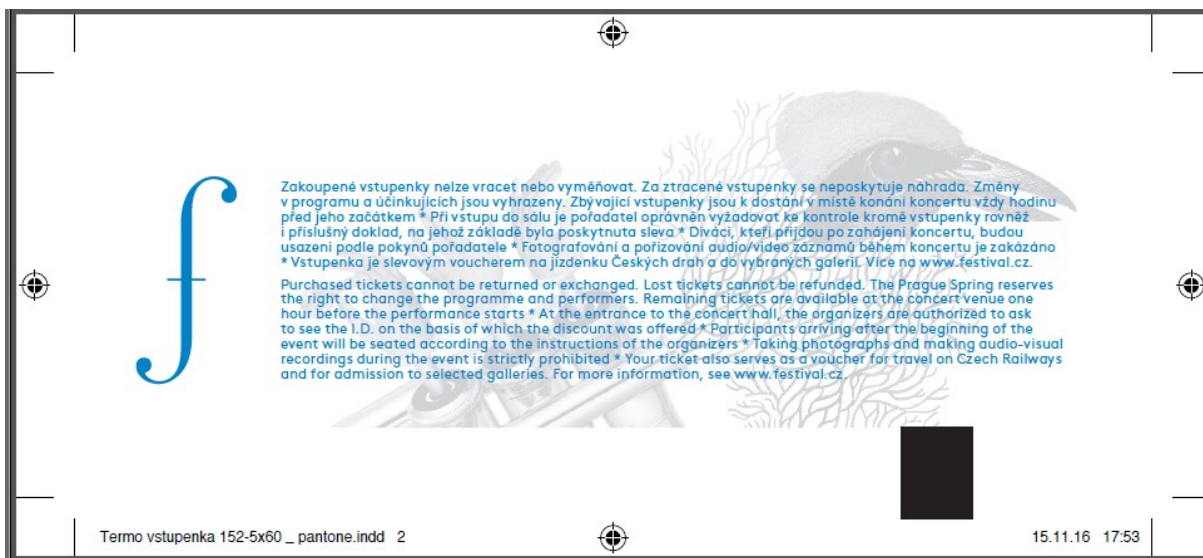 Zakoupené vstupenky nelze vracet nebo vyměňovat. Za ztracené vstupenky se neposkytuje náhrada. Změny
v programu a účinkujících jsou vyhrazeny. Zbývající vstupenky jsou k dostání v místě konání koncertu vždy hodinu
před jeho začátkem * Při vstupu do sálu je pořadatel oprávněn vyžadovat ke kontrole kromě vstupenky rovněž
i příslušný doklad, na jehož základě byla poskytnuta sleva * Diváci, kteří přijdou po zahájení koncertu, budou
usazeni podle pokynů pořadatele * Fotografování a pořizování audio/video záznamů během koncertu je zakázáno
* Vstupenka je slevovým voucherem na jízdenku Českých drah a do vybraných galerií. Více na www.festival.cz.
Purchased tickets cannot be returned or exchanged. Lost tickets cannot be refunded. The Prague Spring reserves
the right to change the programme and performers. Remaining tickets are available at the concert venue one
hour before the performance starts * At the entrance to the concert hall, the organizers are authorized to ask
to see the I.D. on the basis of which the discount was offered * Participants arriving after the beginning of the
event will be seated according to the instructions of the organizers * Taking photographs and making audio-visual
recordings during the event is strictly prohibited * Your ticket also serves as a voucher for travel on Czech Railways
and for admission to selected galleries. For more information, see www.festival.cz.
Termo vstupenka 152-5x60 _ pantone.indd 2
15.11.16 17:53